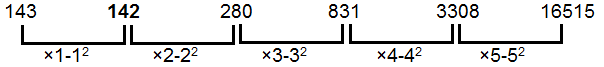 143 142 280 831 3308 16515
×1-1² ×2-2² ×3-3² ×4-4² ×5-5²